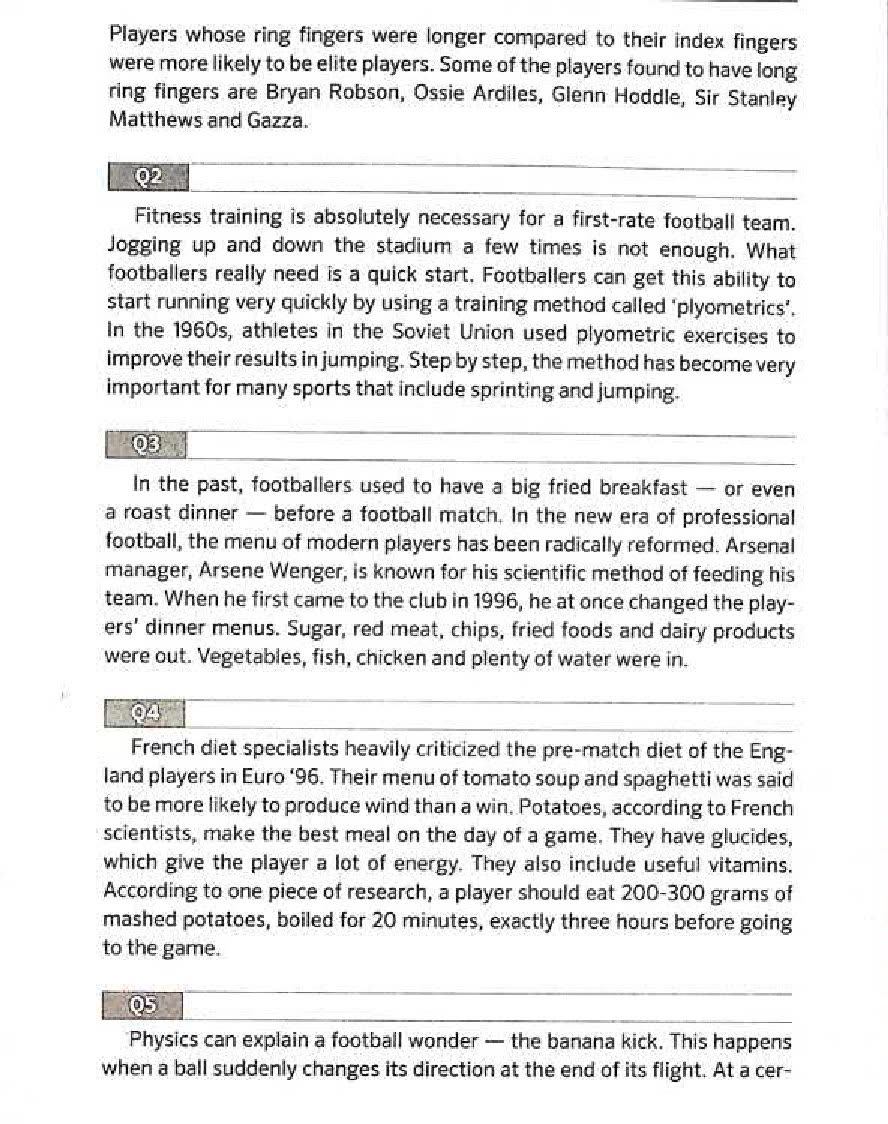 Players whose ring fingers were longer compared to their index fingers
were more likely to be elite players. Some of the players found to have long
ring fingers are Bryan Robson, Ossie Ardiles, Glenn Hoddle, Sir Stanley
Matthews and Gazza.
Q2
Fitness training is absolutely necessary for a first-rate football team.
Jogging up and down the stadium a few times is not enough. What
footballers really need is a quick start. Footballers can get this ability to
start running very quickly by using a training method called 'plyometrics'.
In the 1960s, athletes in the Soviet Union used plyometric exercises to
improve their results in jumping. Step by step, the method has become very
important for many sports that include sprinting and jumping.
Q3
In the past, footballers used to have a big fried breakfast — or even
a roast dinner — before a football match. In the new era of professional
football, the menu of modern players has been radically reformed. Arsenal
manager, Arsene Wenger, is known for his scientific method of feeding his
team. When he first came to the club in 1996, he at once changed the play-
ers' dinner menus. Sugar, red meat, chips, fried foods and dairy products
were out. Vegetables, fish, chicken and plenty of water were in.
Q4
French diet specialists heavily criticized the pre-match diet of the Eng-
land players in Euro '96. Their menu of tomato soup and spaghetti was said
to be more likely to produce wind than a win. Potatoes, according to French
scientists, make the best meal on the day of a game. They have glucides,
which give the player a lot of energy. They also include useful vitamins.
According to one piece of research, a player should eat 200-300 grams of
mashed potatoes, boiled for 20 minutes, exactly three hours before going
to the game.
Q5
Physics can explain a football wonder — the banana kick. This happens
when a ball suddenly changes its direction at the end of its flight. At a cer-